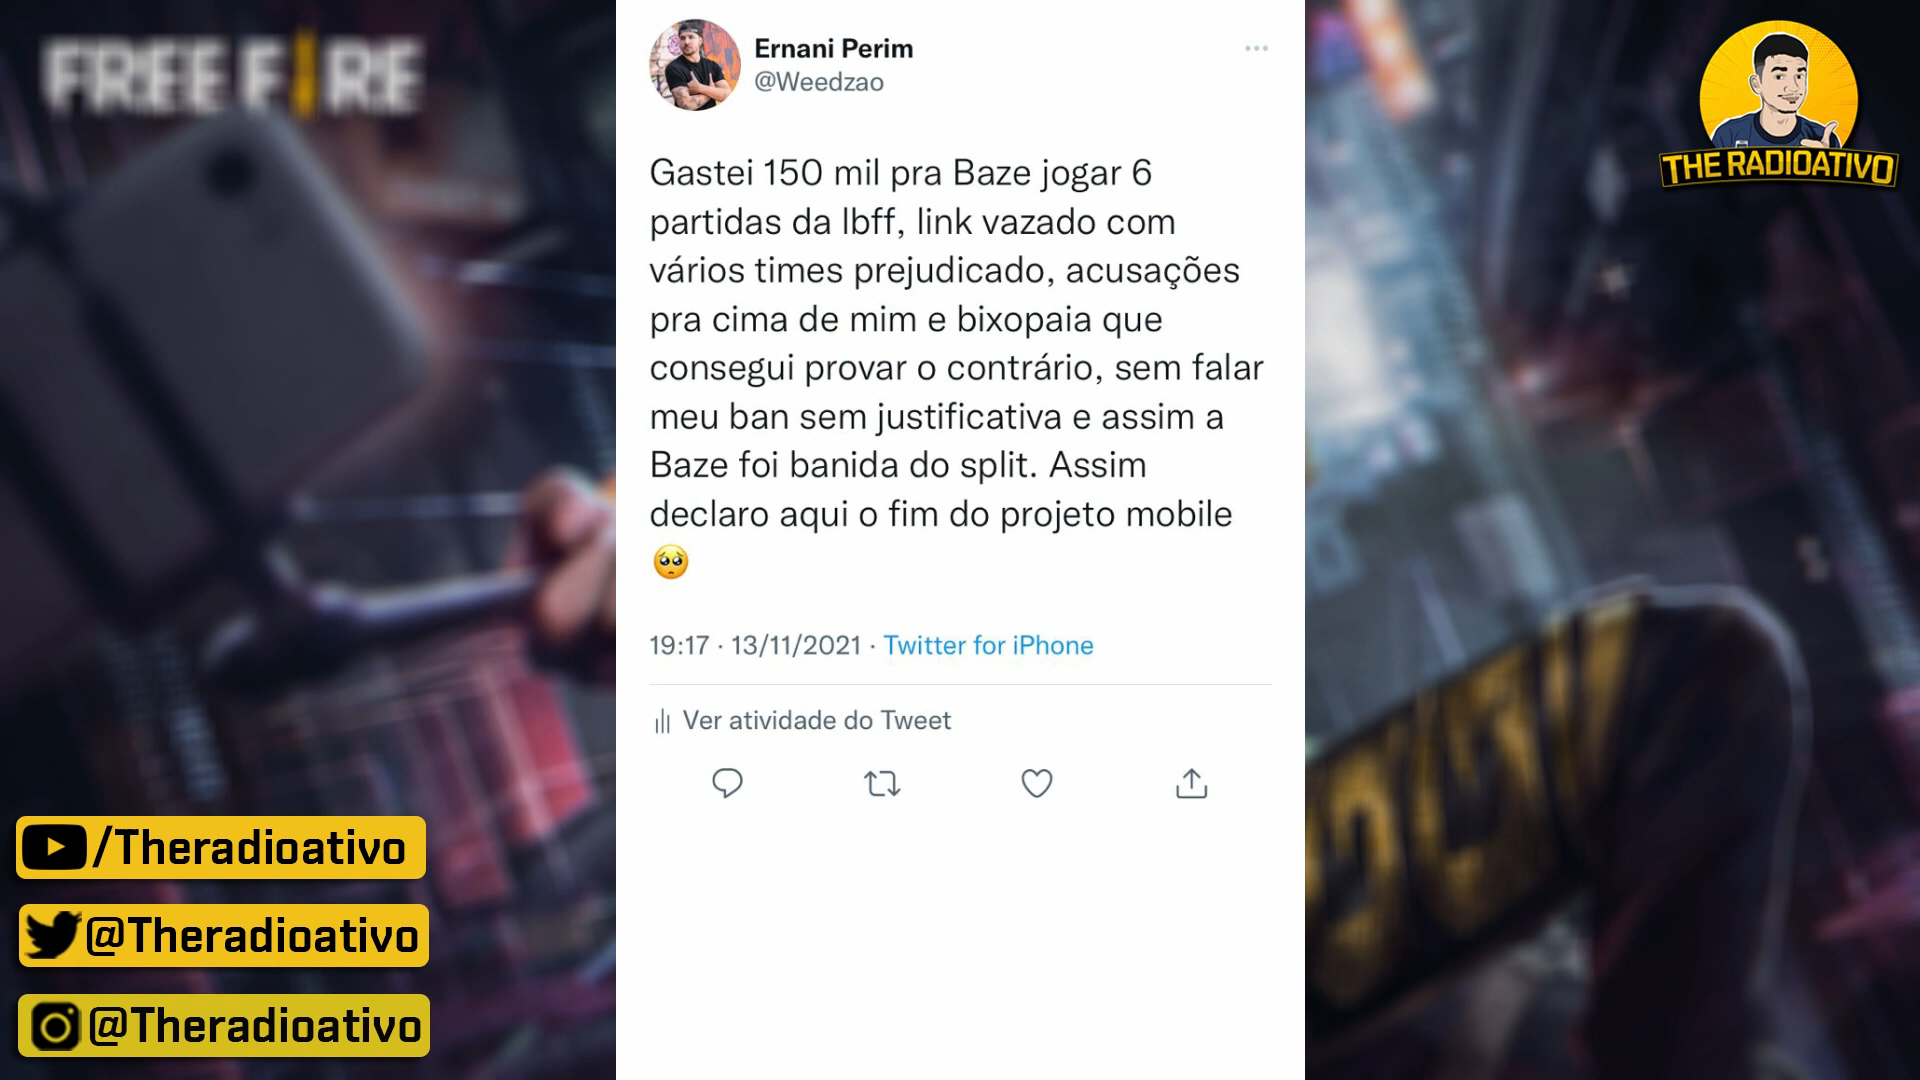 FREE FIRE
THE RADIOATIVO
Ernani Perim
@Weedzao
Gastei 150 mil pra Baze jogar 6
partidas da lbff, link vazado com
vários times prejudicado, acusações
pra cima de mim e bixopaia que
consegui provar o contrário, sem falar
meu ban sem justificativa e assim a
Baze foi banida do split. Assim
declaro aqui o fim do projeto mobile
🥺
19:17 · 13/11/2021 · Twitter for iPhone
Ver atividade do Tweet
/Theradioativo
@Theradioativo
@Theradioativo